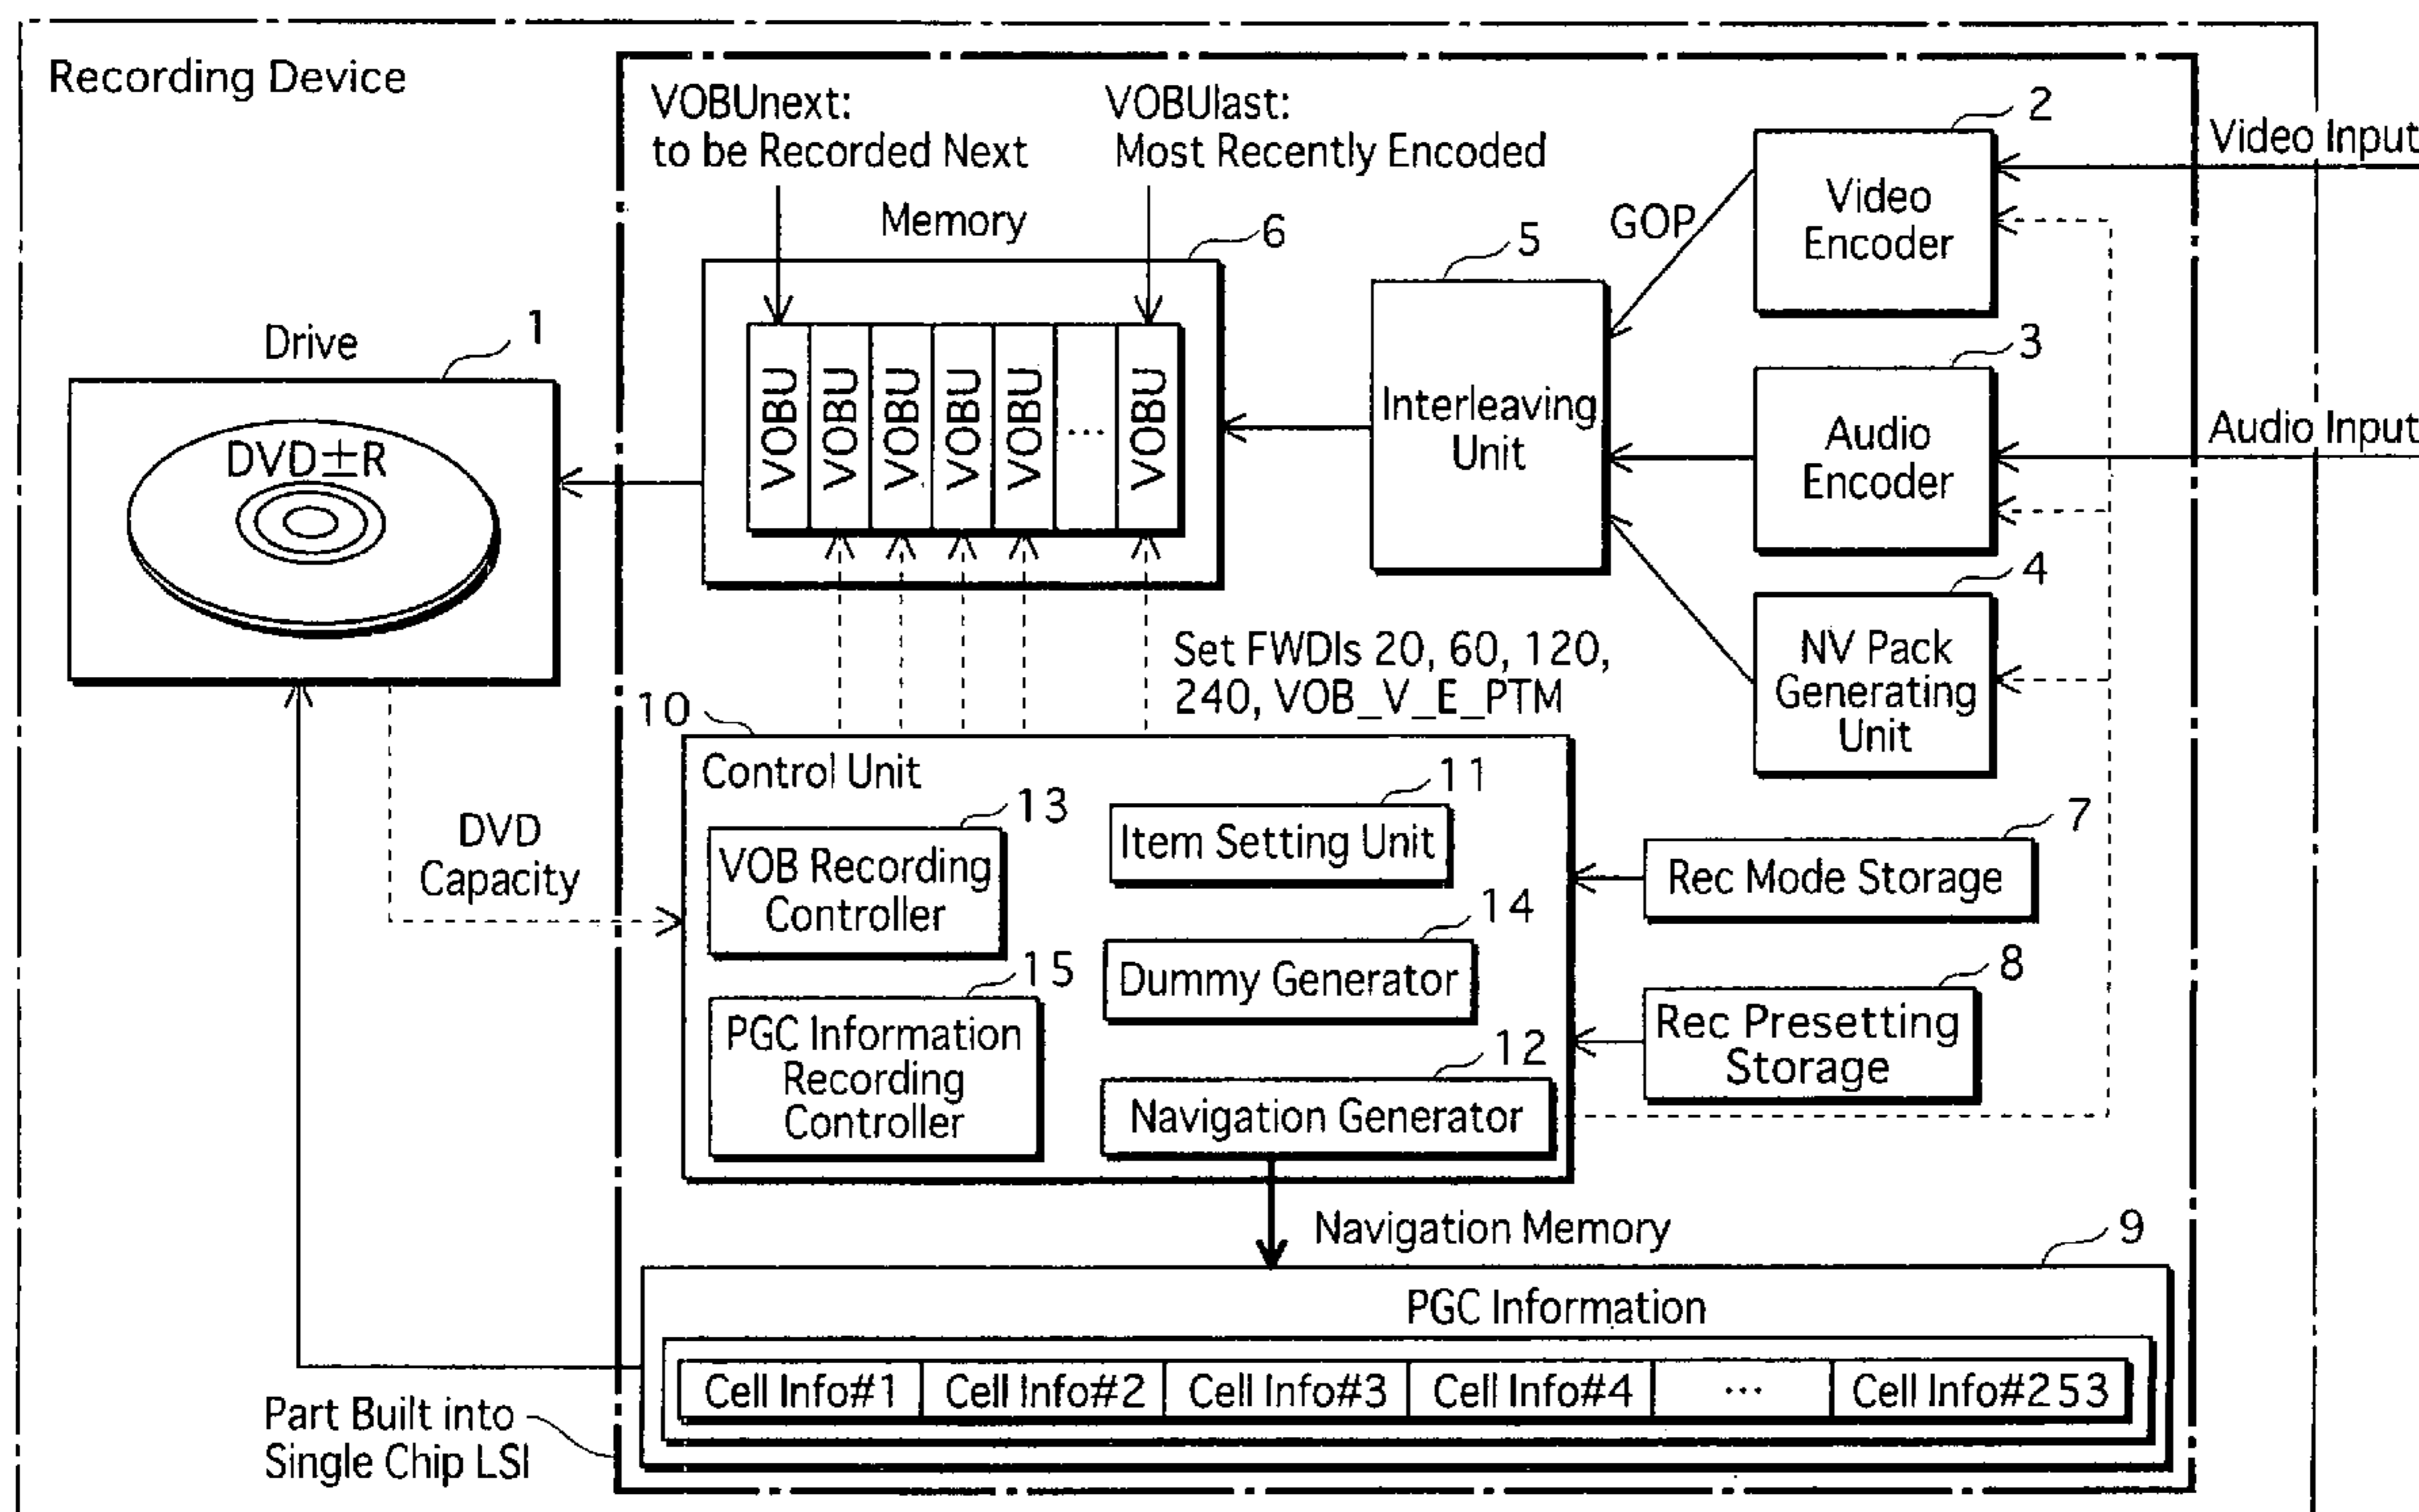 Recording Device
VOBUnext:
to be Recorded Next
VOBUlast:
Most Recently Encoded
2
Video Input
Memory
6
5
GOP
Video
Encoder
Drive
1
3
DVD±R
VOBU
VOBU
VOBU
VOBU
VOBU
...
VOBU
Interleaving
Unit
Audio
Encoder
Audio Input
4
Set FWDIs 20, 60, 120,
240, VOB_V_E_PTM
NV Pack
Generating
Unit
10
Control Unit
13
11
DVD
Capacity
VOB Recording
Controller
Item Setting Unit
7
Rec Mode Storage
14
15
Dummy Generator
8
PGC Information
Recording
Controller
Rec Presetting
Storage
12
Navigation Generator
Navigation Memory
9
PGC Information
Cell Info#1
Cell Info#2
Cell Info#3
Cell Info#4
...
Cell Info#253
Part Built into
Single Chip LSI